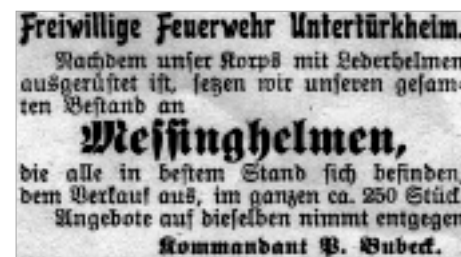 Freiwillige Feuerwehr Untertürkheim.
Nachdem unser Korps mit Lederhelmen
ausgerüstet ist, setzen wir unseren gesam-
ten Bestand an
Messinghelmen,
die alle in bestem Stand sich befinden,
dem Verkauf aus, im ganzen ca. 250 Stück.
Angebote auf dieselben nimmt entgegen
Kommandant P. Bubeck.